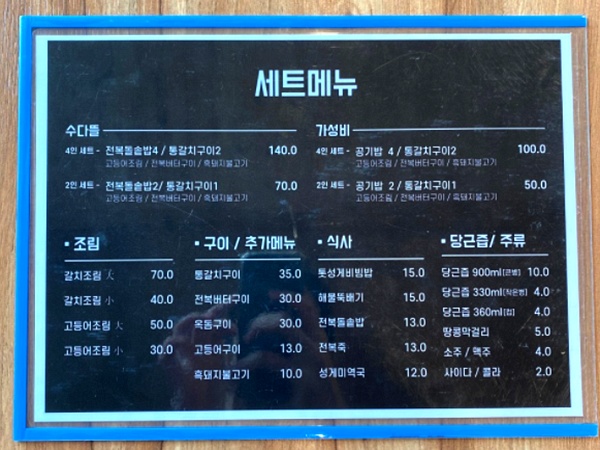 세트메뉴
수다뜰
4인 세트 - 전복돌솥밥4 / 통갈치구이2 140.0
고등어조림 / 전복버터구이 / 흑돼지불고기
2인 세트 - 전복돌솥밥2/ 통갈치구이1 70.0
고등어조림 / 전복버터구이 / 흑돼지불고기
가성비
4인 세트 - 공기밥 4 / 통갈치구이2 100.0
고등어조림 / 전복버터구이 / 흑돼지불고기
2인 세트 - 공기밥 2 / 통갈치구이1 50.0
고등어조림 / 전복버터구이 / 흑돼지불고기
▪ 조림
갈치조림 大 70.0
갈치조림 小 40.0
고등어조림 大 50.0
고등어조림 小 30.0
▪ 구이 / 추가메뉴
통갈치구이 35.0
전복버터구이 30.0
옥돔구이 30.0
고등어구이 13.0
흑돼지불고기 10.0
▪ 식사
톳성게비빔밥 15.0
해물뚝배기 15.0
전복돌솥밥 13.0
전복죽 13.0
성게미역국 12.0
▪ 당근즙/ 주류
당근즙 900ml[큰병] 10.0
당근즙 330ml[작은병] 4.0
당근즙 360ml[컵] 4.0
땅콩막걸리 5.0
소주 / 맥주 4.0
사이다 / 콜라 2.0